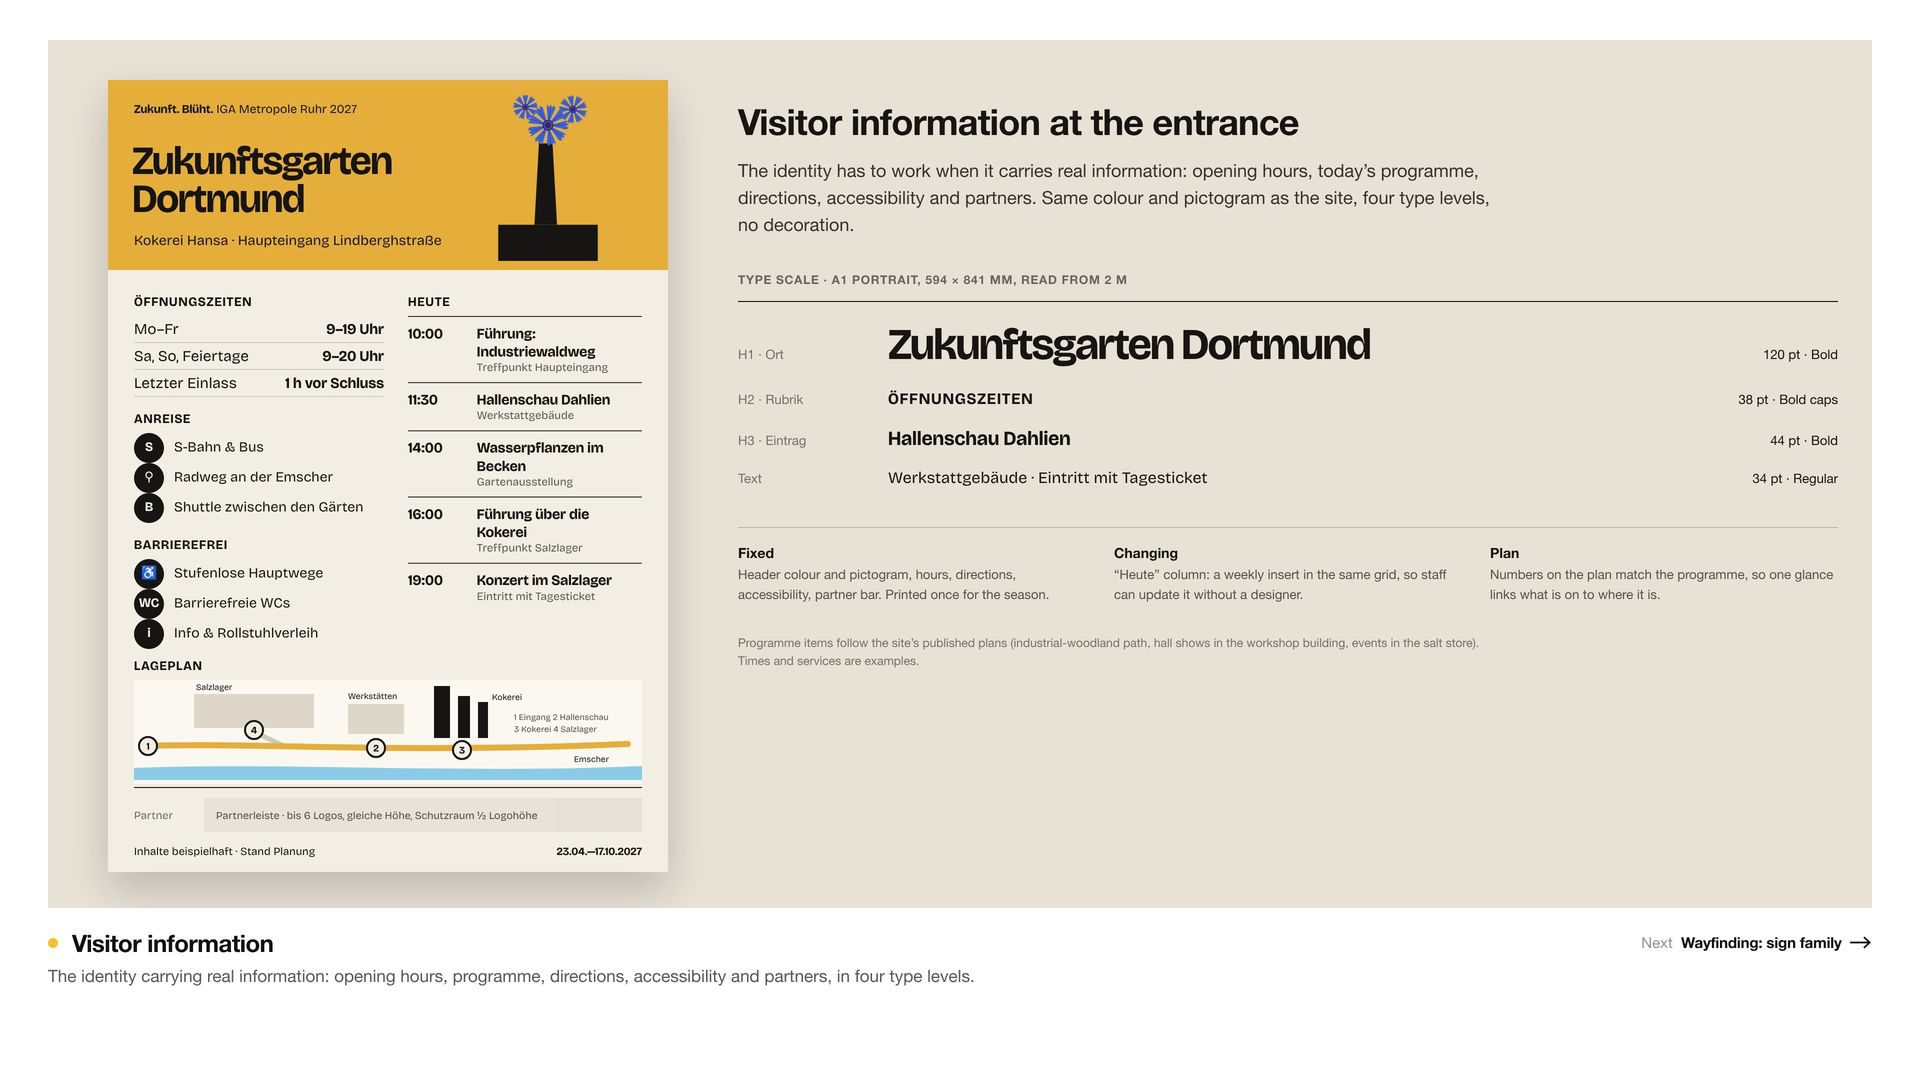 Zukunft. Blüht. IGA Metropole Ruhr 2027
Zukunftsgarten
Dortmund
Kokerei Hansa · Haupteingang Lindberghstraße
ÖFFNUNGSZEITEN
Mo–Fr 9–19 Uhr
Sa, So, Feiertage 9–20 Uhr
Letzter Einlass 1 h vor Schluss
ANREISE
S S-Bahn & Bus
Radweg an der Emscher
B Shuttle zwischen den Gärten
BARRIEREFREI
Stufenlose Hauptwege
WC Barrierefreie WCs
i Info & Rollstuhlverleih
HEUTE
10:00 Führung:
Industriewaldweg
Treffpunkt Haupteingang
11:30 Hallenschau Dahlien
Werkstattgebäude
14:00 Wasserpflanzen im
Becken
Gartenausstellung
16:00 Führung über die
Kokerei
Treffpunkt Salzlager
19:00 Konzert im Salzlager
Eintritt mit Tagesticket
LAGEPLAN
Salzlager
Werkstätten
Kokerei
1 Eingang 2 Hallenschau
3 Kokerei 4 Salzlager
4
1
2
3
Emscher
Partner Partnerleiste · bis 6 Logos, gleiche Höhe, Schutzraum ½ Logohöhe
Inhalte beispielhaft · Stand Planung 23.04.—17.10.2027
Visitor information at the entrance
The identity has to work when it carries real information: opening hours, today’s programme,
directions, accessibility and partners. Same colour and pictogram as the site, four type levels,
no decoration.
TYPE SCALE · A1 PORTRAIT, 594 × 841 MM, READ FROM 2 M
H1 · Ort Zukunftsgarten Dortmund 120 pt · Bold
H2 · Rubrik ÖFFNUNGSZEITEN 38 pt · Bold caps
H3 · Eintrag Hallenschau Dahlien 44 pt · Bold
Text Werkstattgebäude · Eintritt mit Tagesticket 34 pt · Regular
Fixed
Header colour and pictogram, hours, directions,
accessibility, partner bar. Printed once for the season.
Changing
“Heute” column: a weekly insert in the same grid, so staff
can update it without a designer.
Plan
Numbers on the plan match the programme, so one glance
links what is on to where it is.
Programme items follow the site’s published plans (industrial-woodland path, hall shows in the workshop building, events in the salt store).
Times and services are examples.
Visitor information
The identity carrying real information: opening hours, programme, directions, accessibility and partners, in four type levels.
Next Wayfinding: sign family →